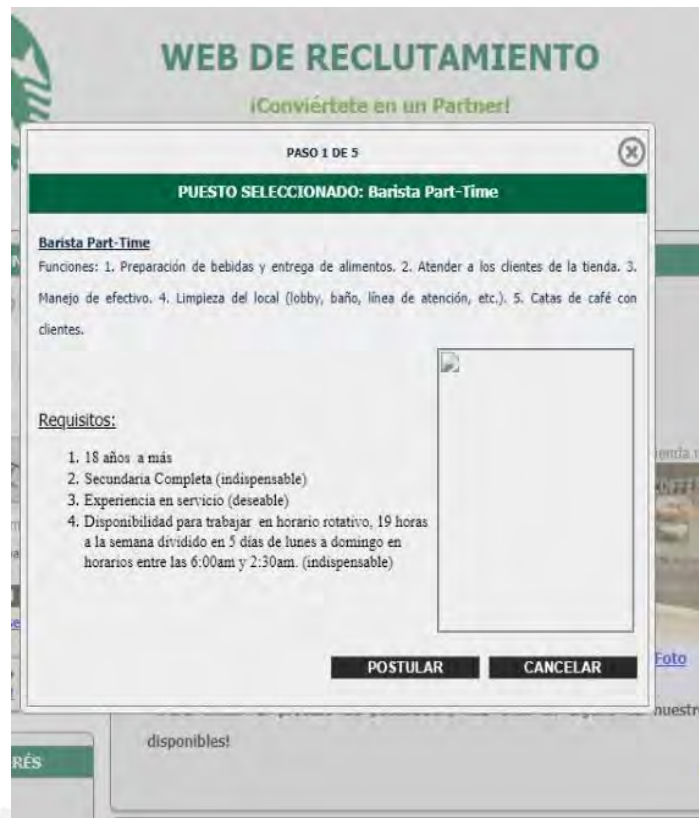 WEB DE RECLUTAMIENTO
¡Conviértete en un Partner!
PASO 1 DE 5
PUESTO SELECCIONADO: Barista Part-Time
Barista Part-Time
Funciones: 1. Preparación de bebidas y entrega de alimentos. 2. Atender a los clientes de la tienda. 3.
Manejo de efectivo. 4. Limpieza del local (lobby, baño, línea de atención, etc.). 5. Catas de café con
clientes.
Requisitos:
1. 18 años a más
2. Secundaria Completa (indispensable)
3. Experiencia en servicio (deseable)
4. Disponibilidad para trabajar en horario rotativo, 19 horas
a la semana dividido en 5 días de lunes a domingo en
horarios entre las 6:00am y 2:30am. (indispensable)
POSTULAR CANCELAR
Foto
disponibles!
RÉS